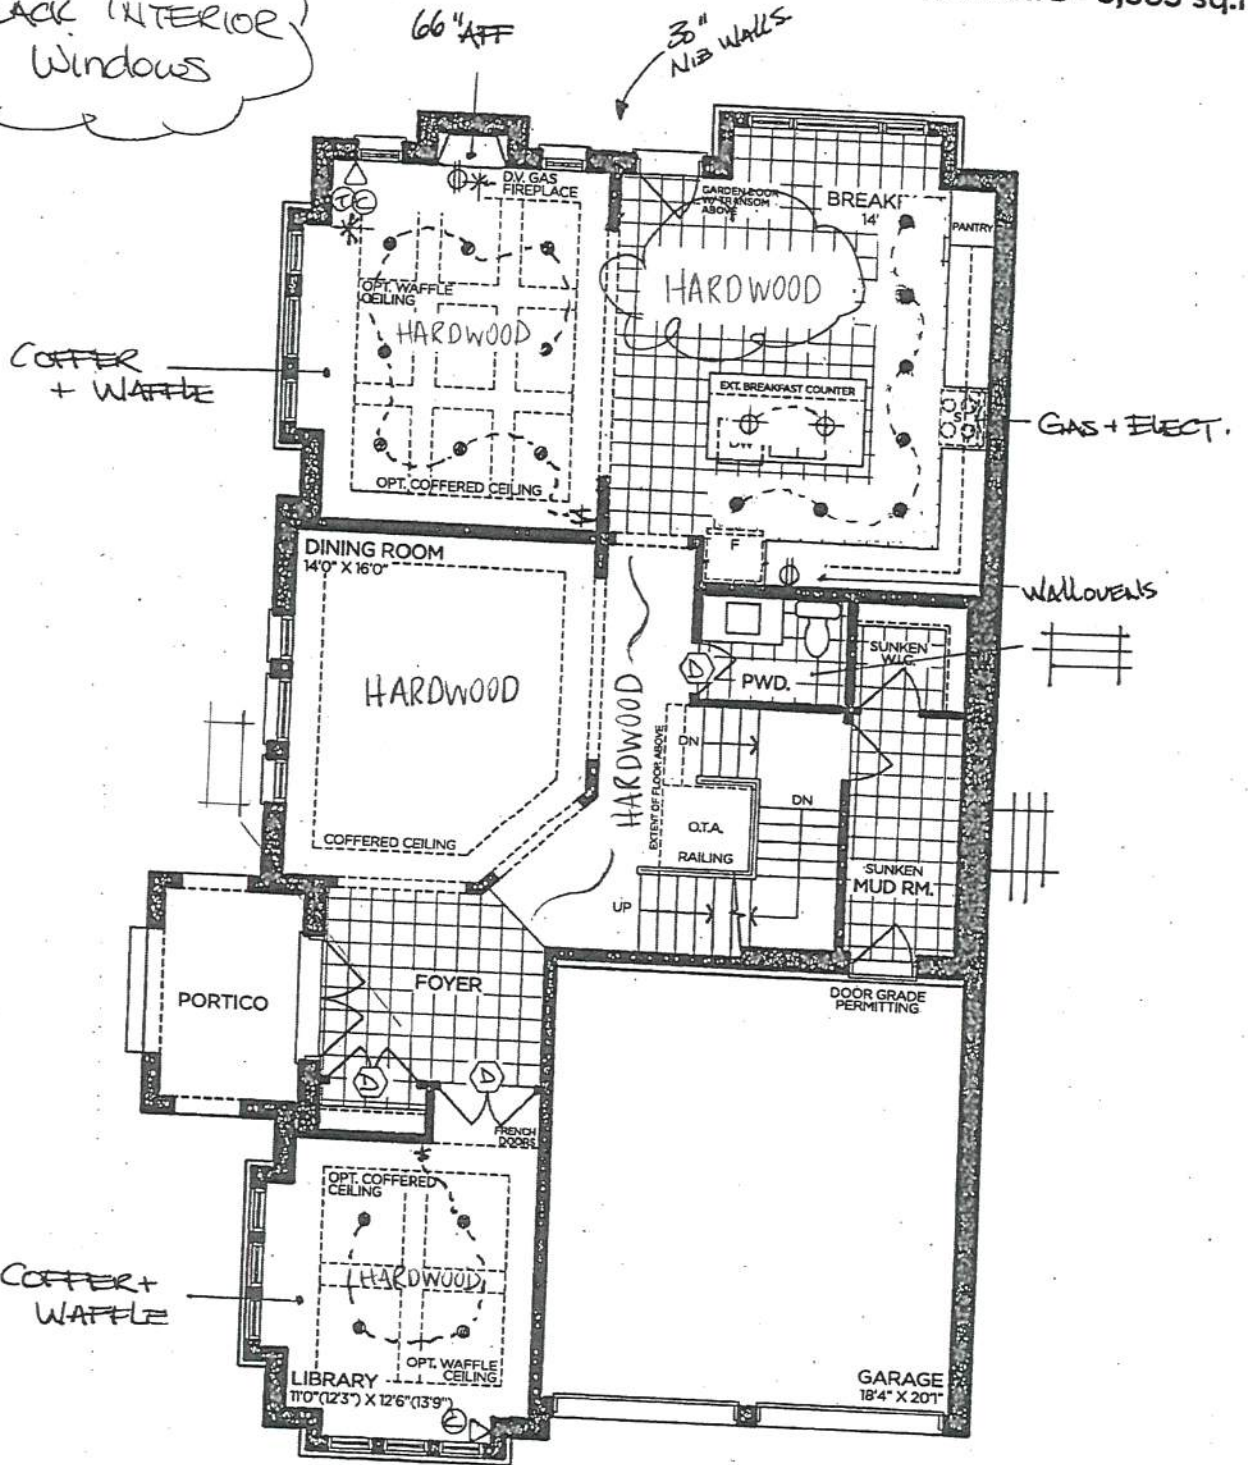 INTERIOR
Windows
66" AFF
30"
NIB WALLS
D.V. GAS
FIREPLACE
T C
GARDEN DOOR
W/ TRANSOM
ABOVE
14'
PANTRY
HARDWOOD
OPT. WAFFLE
CEILING
HARDWOOD
COFFER
+ WAFFLE
EXT. BREAKFAST COUNTER
DW
GAS + ELECT.
OPT. COFFERED CEILING
F
DINING ROOM
14'0" X 16'0"
WALLOVENS
SUNKEN
W.I.C.
D
PWD.
HARDWOOD
HARDWOOD
DN
EXTENT OF FLOOR ABOVE
DN
O.T.A.
RAILING
COFFERED CEILING
SUNKEN
MUD RM.
UP
FOYER
PORTICO
DOOR GRADE
PERMITTING
D
D
FRENCH
DOORS
OPT. COFFERED
CEILING
HARDWOOD
COFFER +
WAFFLE
OPT. WAFFLE
CEILING
LIBRARY
11'0"(12'3") X 12'6"(13'9")
GARAGE
18'4" X 20'1"